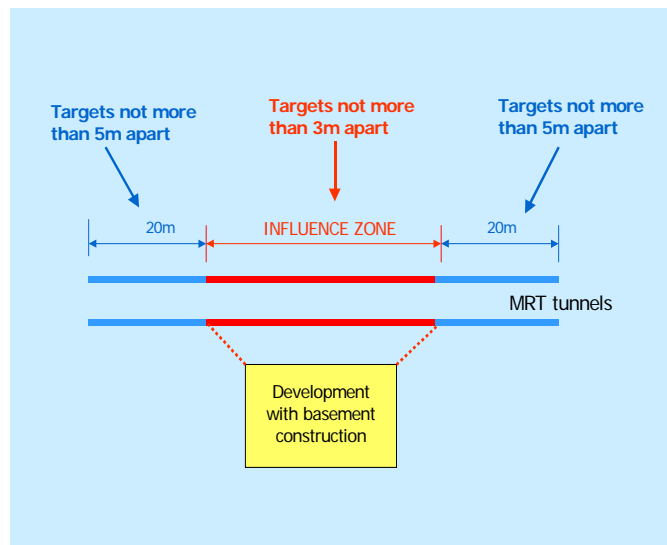 Targets not more
than 5m apart
Targets not more
than 3m apart
Targets not more
than 5m apart
20m
INFLUENCE ZONE
20m
MRT tunnels
Development
with basement
construction